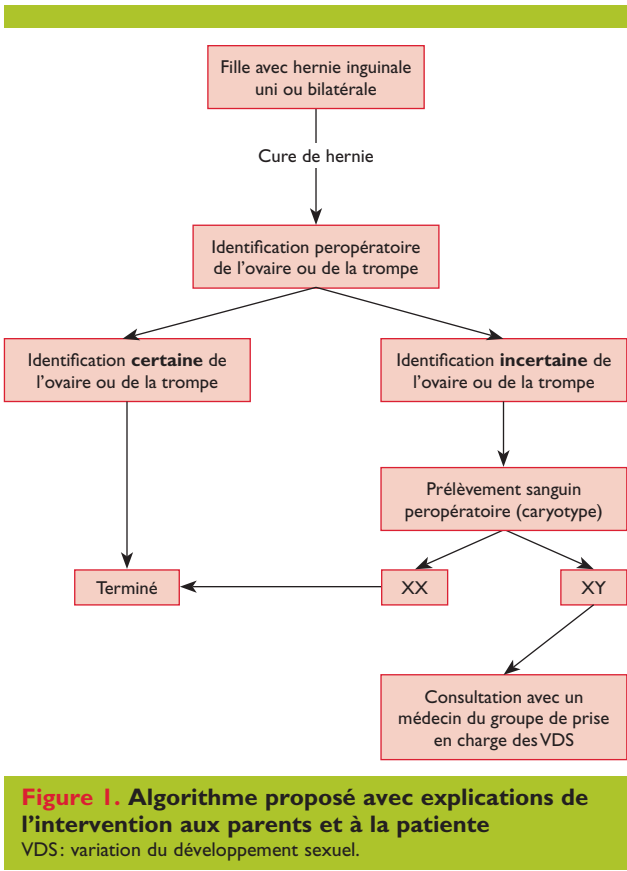 Fille avec hernie inguinale
uni ou bilatérale
Cure de hernie
Identification peropératoire
de l'ovaire ou de la trompe
Identification certaine de
l'ovaire ou de la trompe
Identification incertaine de
l'ovaire ou de la trompe
Prélèvement sanguin
peropératoire (caryotype)
Terminé
XX
XY
Consultation avec un
médecin du groupe de prise
en charge des VDS
Figure 1. Algorithme proposé avec explications de
l'intervention aux parents et à la patiente
VDS: variation du développement sexuel.